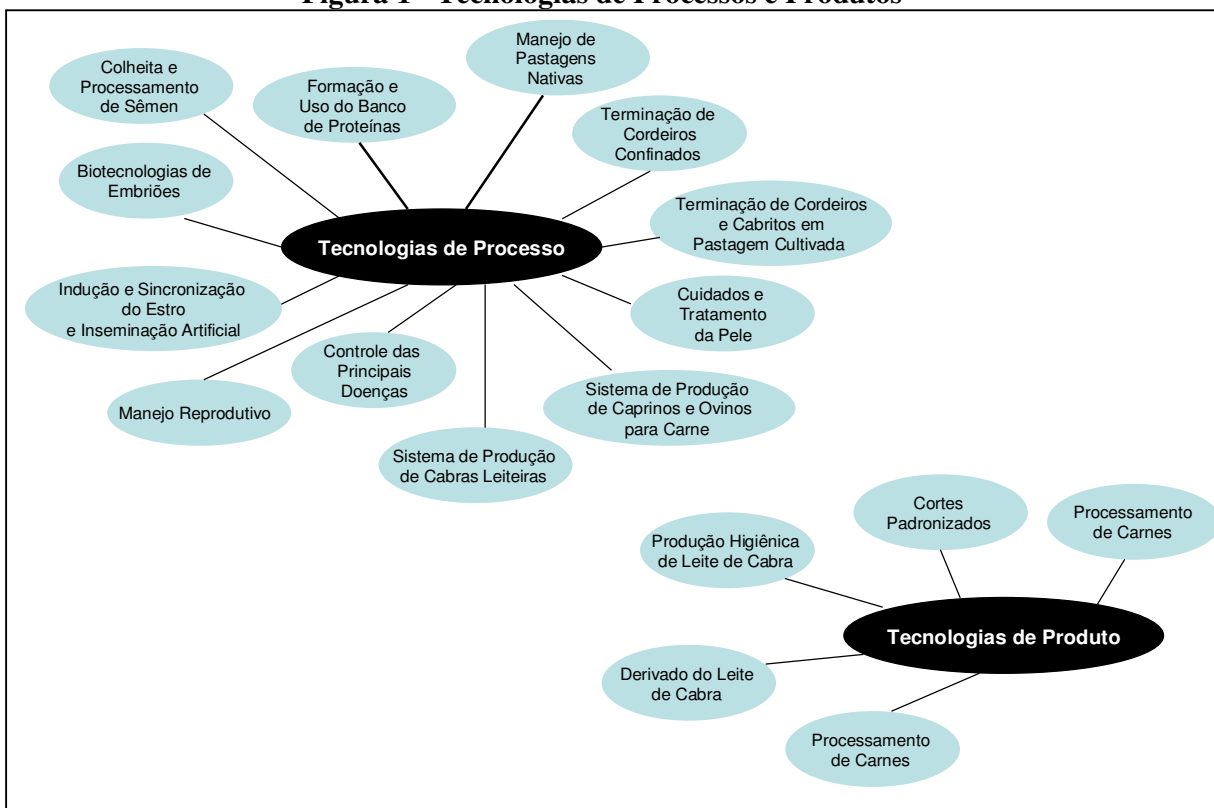 Figura 1 - Tecnologias de Processos e Produtos
Manejo de
Pastagens
Nativas
Colheita e
Processamento
de Sêmen
Formação e
Uso do Banco
de Proteínas
Terminação de
Cordeiros
Confinados
Biotecnologias de
Embriões
Terminação de Cordeiros
e Cabritos em
Pastagem Cultivada
Tecnologias de Processo
Indução e Sincronização
do Estro
e Inseminação Artificial
Cuidados e
Tratamento
da Pele
Controle das
Principais
Doenças
Manejo Reprodutivo
Sistema de Produção
de Caprinos e Ovinos
para Carne
Sistema de Produção
de Cabras Leiteiras
Cortes
Padronizados
Processamento
de Carnes
Produção Higiênica
de Leite de Cabra
Tecnologias de Produto
Derivado do Leite
de Cabra
Processamento
de Carnes